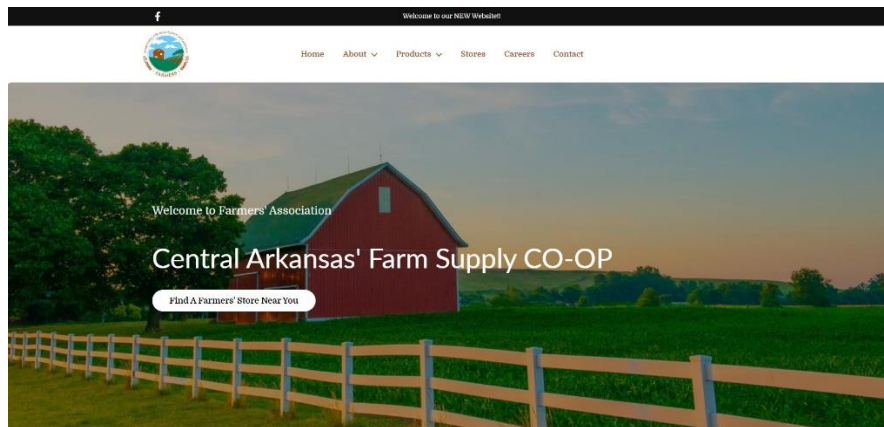 Welcome to our NEW Website!!
Home About Products Stores Careers Contact
Welcome to Farmers' Association
Central Arkansas' Farm Supply CO-OP
Find A Farmers' Store Near You